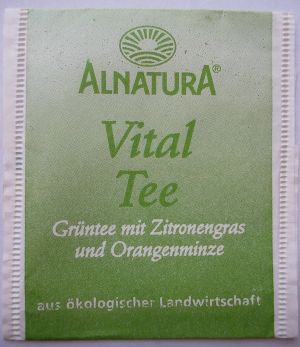 ALNATURA®
Vital
Tee
Grüntee mit Zitronengras
und Orangenminze
aus ökologischer Landwirtschaft